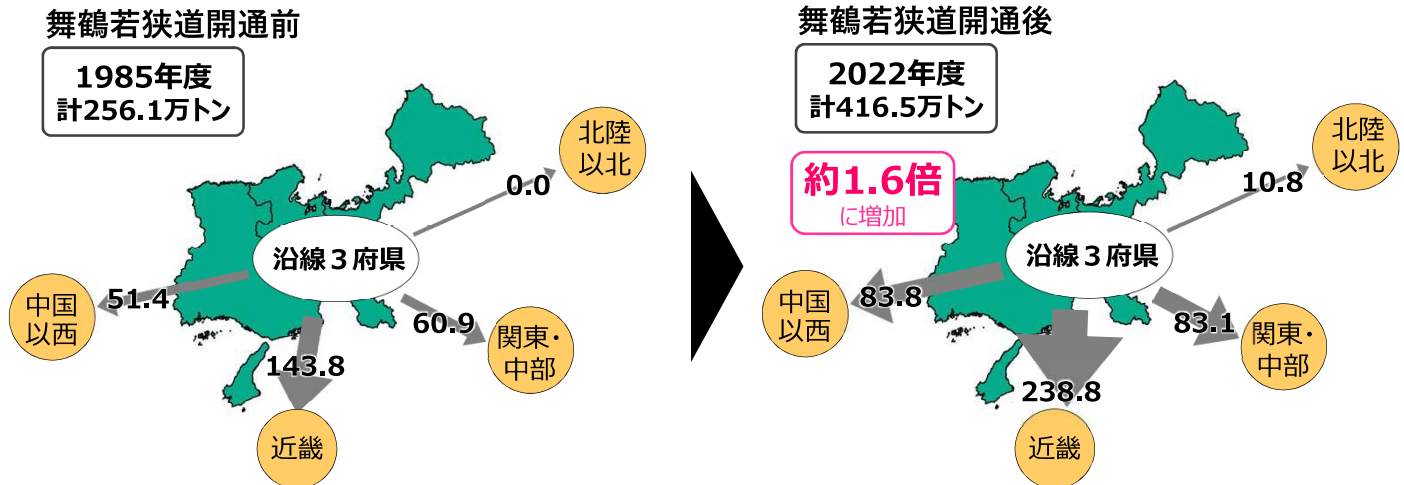 舞鶴若狭道開通前
1985年度
計256.1万トン
北陸
以北
0.0
沿線３府県
中国
以西
51.4
60.9
関東・
中部
143.8
近畿
舞鶴若狭道開通後
2022年度
計416.5万トン
約1.6倍
に増加
北陸
以北
10.8
沿線３府県
中国
以西
83.8
83.1
関東・
中部
238.8
近畿